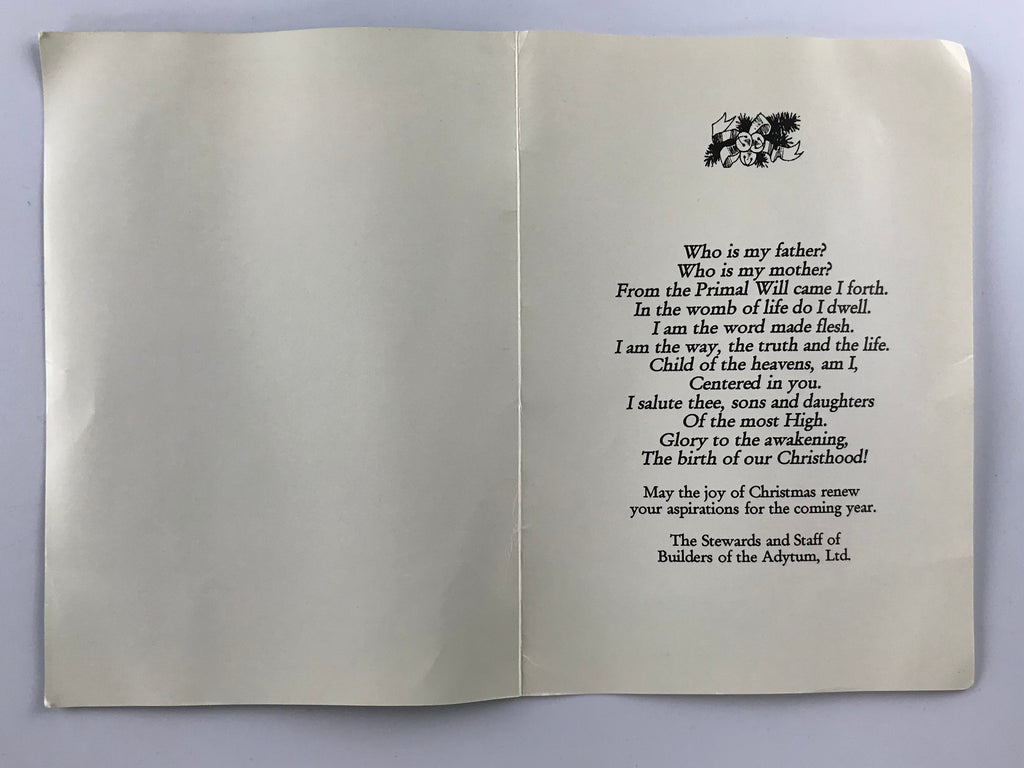 Who is my father?
Who is my mother?
From the Primal Will came I forth.
In the womb of life do I dwell.
I am the word made flesh.
I am the way, the truth and the life.
Child of the heavens, am I,
Centered in you.
I salute thee, sons and daughters
Of the most High.
Glory to the awakening,
The birth of our Christhood!
May the joy of Christmas renew
your aspirations for the coming year.
The Stewards and Staff of
Builders of the Adytum, Ltd.